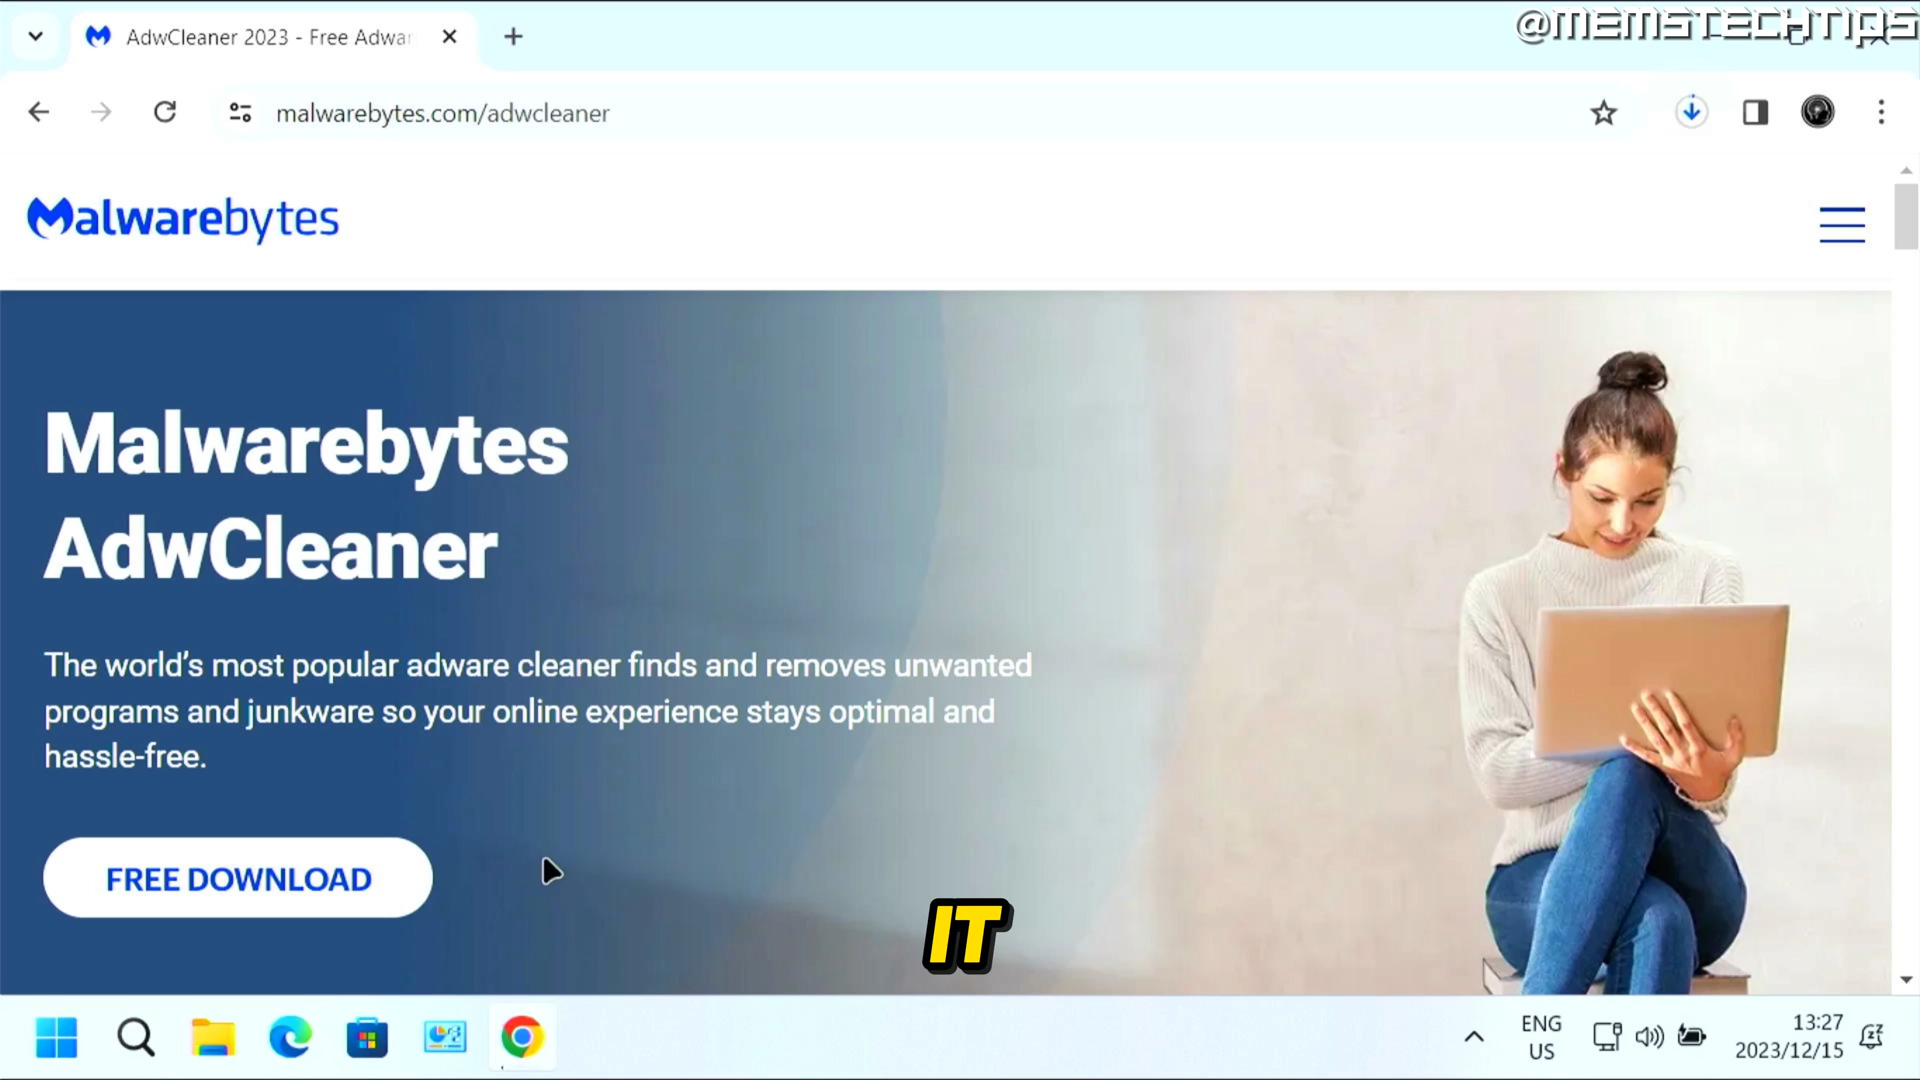 @MEMSTECHTIPS
AdwCleaner 2023 - Free Adwar
malwarebytes.com/adwcleaner
Malwarebytes
Malwarebytes
AdwCleaner
The world’s most popular adware cleaner finds and removes unwanted
programs and junkware so your online experience stays optimal and
hassle-free.
FREE DOWNLOAD
IT
ENG
US
13:27
2023/12/15